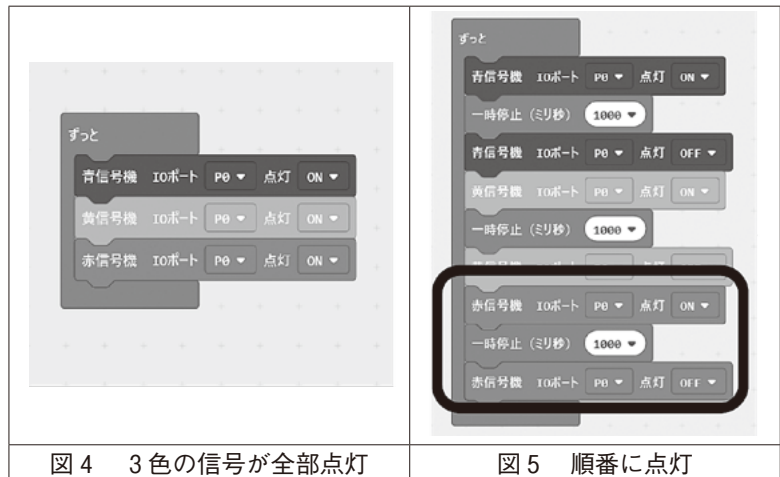 ずっと
青信号機 IOポート P0 点灯 ON
黄信号機 IOポート P0 点灯 ON
赤信号機 IOポート P0 点灯 ON
図4 3色の信号が全部点灯
ずっと
青信号機 IOポート P0 点灯 ON
一時停止（ミリ秒） 1000
青信号機 IOポート P0 点灯 OFF
黄信号機 IOポート P0 点灯 ON
一時停止（ミリ秒） 1000
赤信号機 IOポート P0 点灯 ON
一時停止（ミリ秒） 1000
赤信号機 IOポート P0 点灯 OFF
図5 順番に点灯